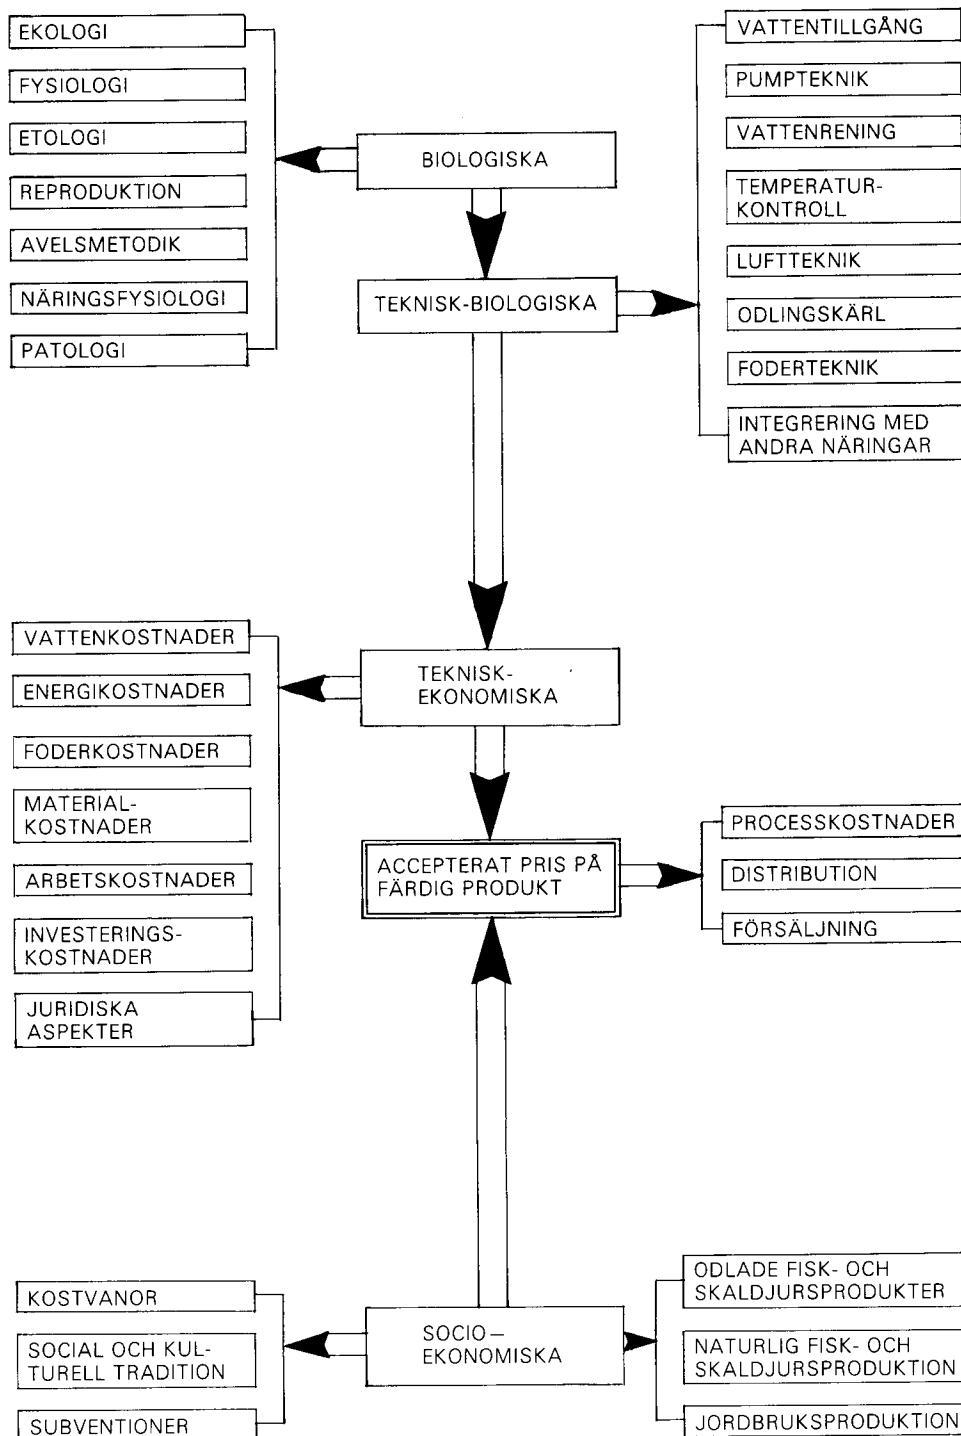 EKOLOGI
FYSIOLOGI
ETOLOGI
REPRODUKTION
AVELSMETODIK
NÄRINGSFYSIOLOGI
PATOLOGI
BIOLOGISKA
TEKNISK-BIOLOGISKA
VATTENTILLGÅNG
PUMPTEKNIK
VATTENRENING
TEMPERATUR-
KONTROLL
LUFTTEKNIK
ODLINGSKÄRL
FODERTEKNIK
INTEGRERING MED
ANDRA NÄRINGAR
VATTENKOSTNADER
ENERGIKOSTNADER
FODERKOSTNADER
MATERIAL-
KOSTNADER
ARBETSKOSTNADER
INVESTERINGS-
KOSTNADER
JURIDISKA
ASPEKTER
TEKNISK-
EKONOMISKA
ACCEPTERAT PRIS PÅ
FÄRDIG PRODUKT
PROCESSKOSTNADER
DISTRIBUTION
FÖRSÄLJNING
KOSTVANOR
SOCIAL OCH KUL-
TURELL TRADITION
SUBVENTIONER
SOCIO–
EKONOMISKA
ODLADE FISK- OCH
SKALDJURSPRODUKTER
NATURLIG FISK- OCH
SKALDJURSPRODUKTION
JORDBRUKSPRODUKTION